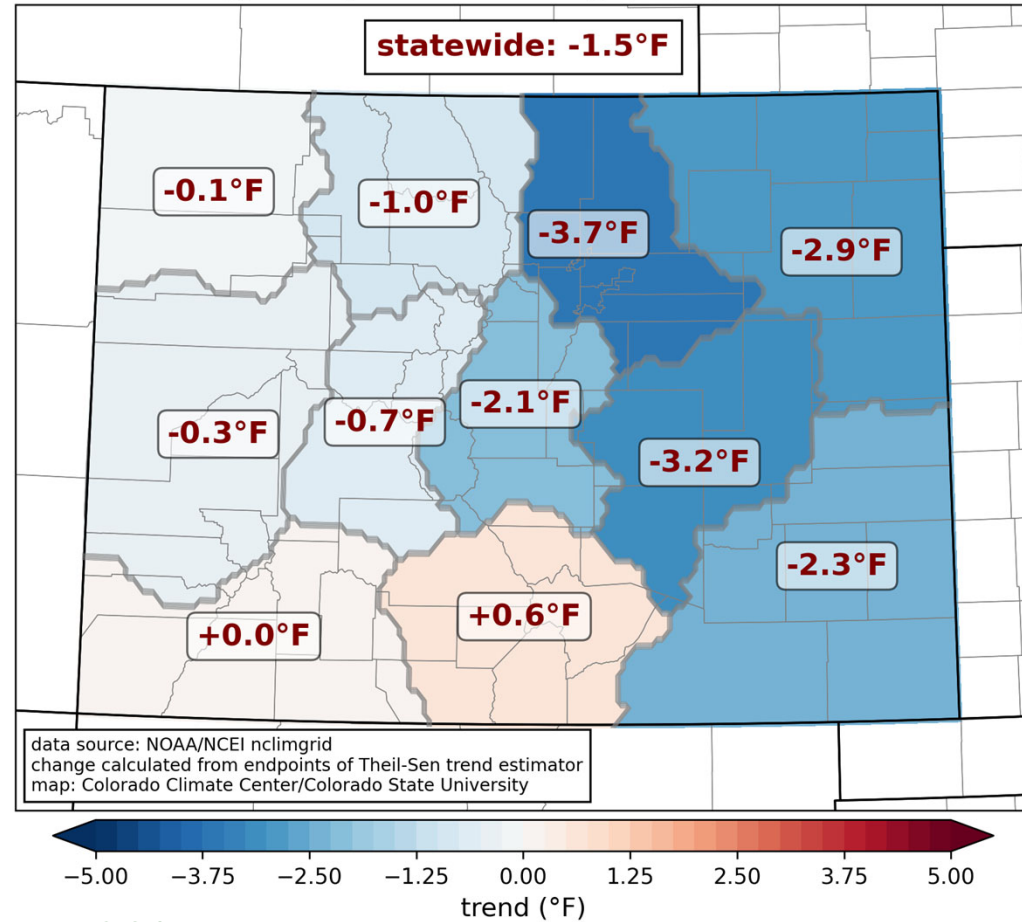 statewide: -1.5°F
-0.1°F
-1.0°F
-3.7°F
-2.9°F
-0.3°F
-0.7°F
-2.1°F
-3.2°F
-2.3°F
+0.0°F
+0.6°F
data source: NOAA/NCEI nclimgrid
change calculated from endpoints of Theil-Sen trend estimator
map: Colorado Climate Center/Colorado State University
−5.00 −3.75 −2.50 −1.25 0.00 1.25 2.50 3.75 5.00
trend (°F)